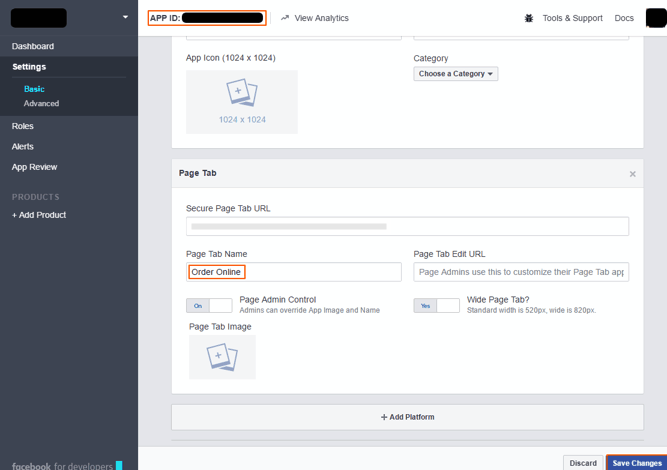 APP ID:
View Analytics
Tools & Support
Docs
Dashboard
Settings
Basic
Advanced
Roles
Alerts
App Review
PRODUCTS
+ Add Product
App Icon (1024 x 1024)
1024 x 1024
Category
Choose a Category
Page Tab
Secure Page Tab URL
Page Tab Name
Order Online
Page Tab Edit URL
Page Admins use this to customize their Page Tab app
On
Page Admin Control
Admins can override App Image and Name
Yes
Wide Page Tab?
Standard width is 520px, wide is 820px.
Page Tab Image
+ Add Platform
facebook for developers
Discard
Save Changes